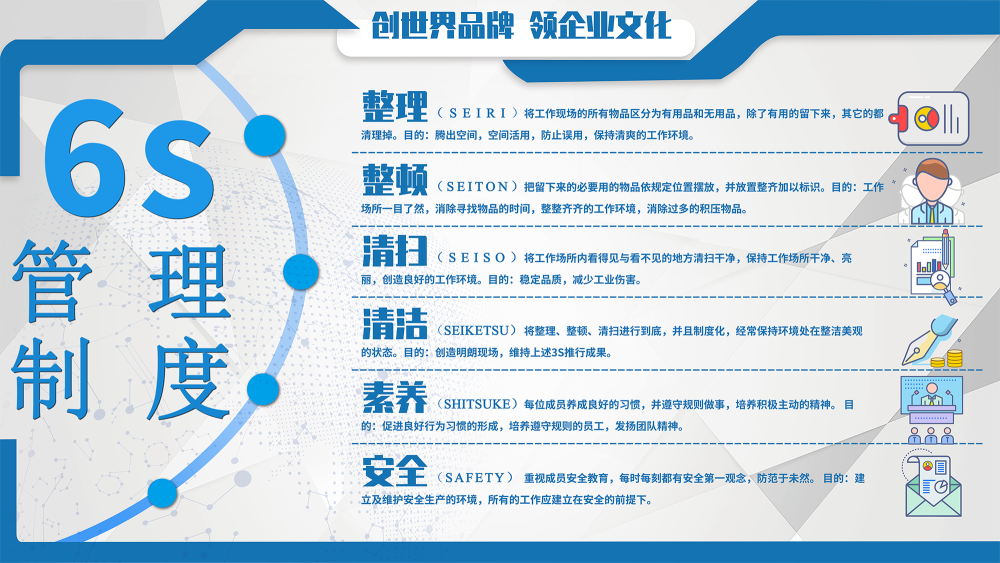 创世界品牌 领企业文化
6s
管理
制度
整理（SEIRI）将工作现场的所有物品区分为有用品和无用品，除了有用的留下来，其它的都
清理掉。目的：腾出空间，空间活用，防止误用，保持清爽的工作环境。
整顿（SEITON）把留下来的必要用的物品依规定位置摆放，并放置整齐加以标识。目的：工作
场所一目了然，消除寻找物品的时间，整整齐齐的工作环境，消除过多的积压物品。
清扫（SEISO）将工作场所内看得见与看不见的地方清扫干净，保持工作场所干净、亮
丽，创造良好的工作环境。目的：稳定品质，减少工业伤害。
清洁（SEIKETSU）将整理、整顿、清扫进行到底，并且制度化，经常保持环境处在整洁美观
的状态。目的：创造明朗现场，维持上述3S推行成果。
素养（SHITSUKE）每位成员养成良好的习惯，并遵守规则做事，培养积极主动的精神。目
的：促进良好行为习惯的形成，培养遵守规则的员工，发扬团队精神。
安全（SAFETY）重视成员安全教育，每时每刻都有安全第一观念，防范于未然。 目的：建
立及维护安全生产的环境，所有的工作应建立在安全的前提下。